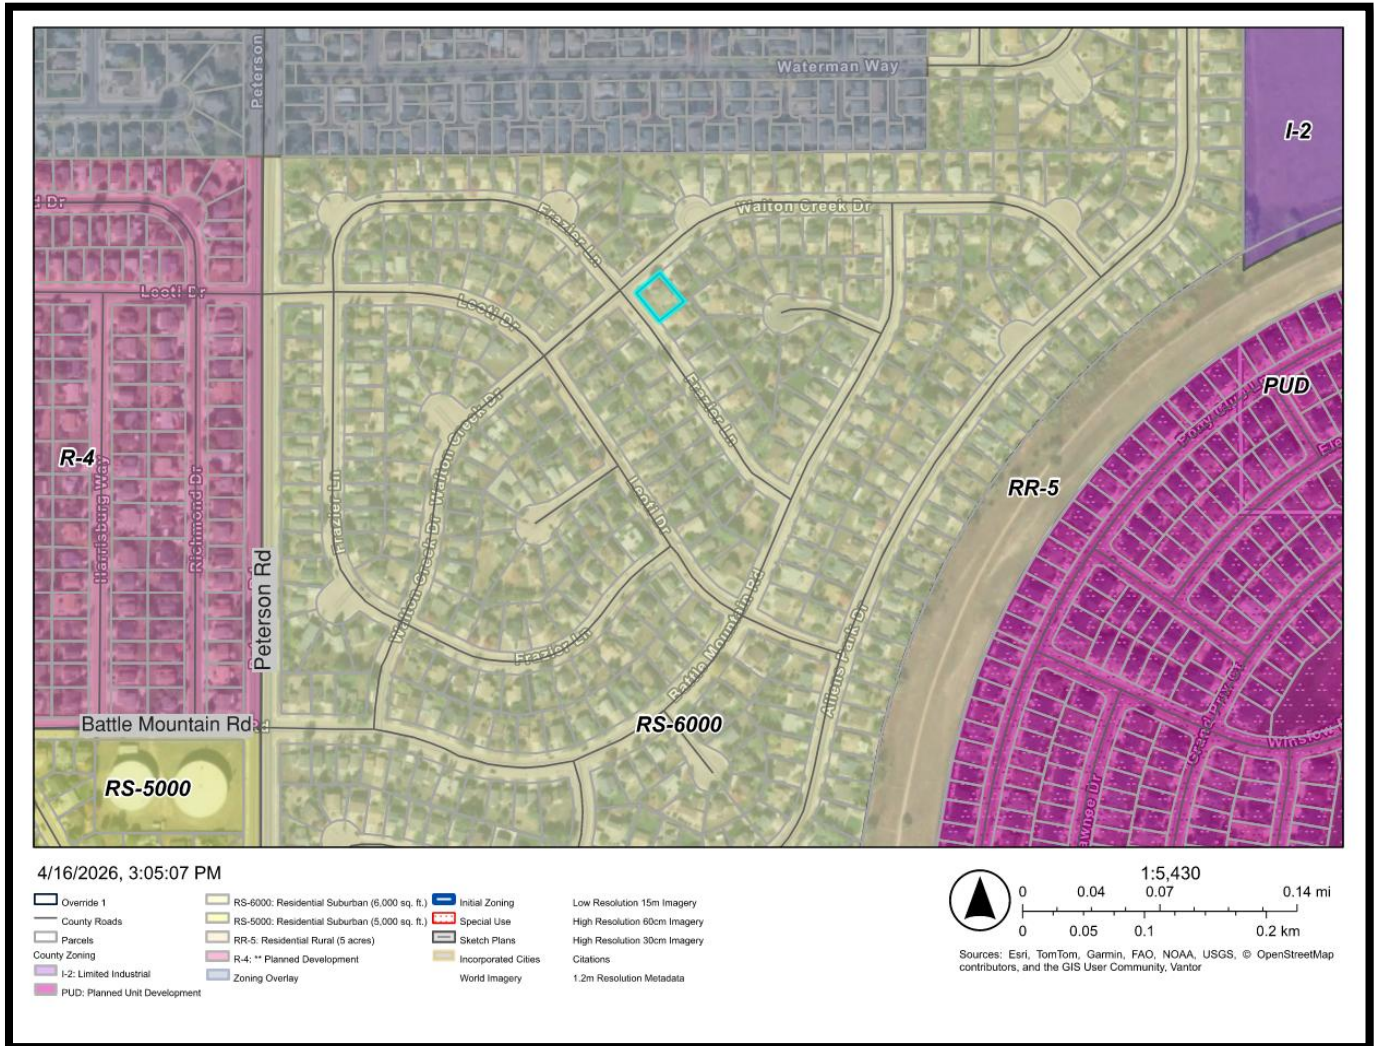 Peterson
Waterman Way
I-2
d Dr
Frazier Ln
Walton Creek Dr
Leoti Dr
Leoti Dr
PUD
Frazier Ln
Walton Creek Dr
R-4
RR-5
Harrisburg Way
Richmond Dr
Frazier Ln
Walton Creek Dr
Leoti Dr
Peterson Rd
Frazier Ln
Battle Mountain Rd
Allens Park Dr
Grand Prix Ct
Battle Mountain Rd
RS-6000
Winslow
RS-5000
awnee Dr
4/16/2026, 3:05:07 PM
Override 1
County Roads
Parcels
County Zoning
I-2: Limited Industrial
PUD: Planned Unit Development
RS-6000: Residential Suburban (6,000 sq. ft.)
RS-5000: Residential Suburban (5,000 sq. ft.)
RR-5: Residential Rural (5 acres)
R-4: ** Planned Development
Zoning Overlay
Initial Zoning
Special Use
Sketch Plans
Incorporated Cities
World Imagery
Low Resolution 15m Imagery
High Resolution 60cm Imagery
High Resolution 30cm Imagery
Citations
1.2m Resolution Metadata
1:5,430
0 0.04 0.07 0.14 mi
0 0.05 0.1 0.2 km
Sources: Esri, TomTom, Garmin, FAO, NOAA, USGS, © OpenStreetMap
contributors, and the GIS User Community, Vantor